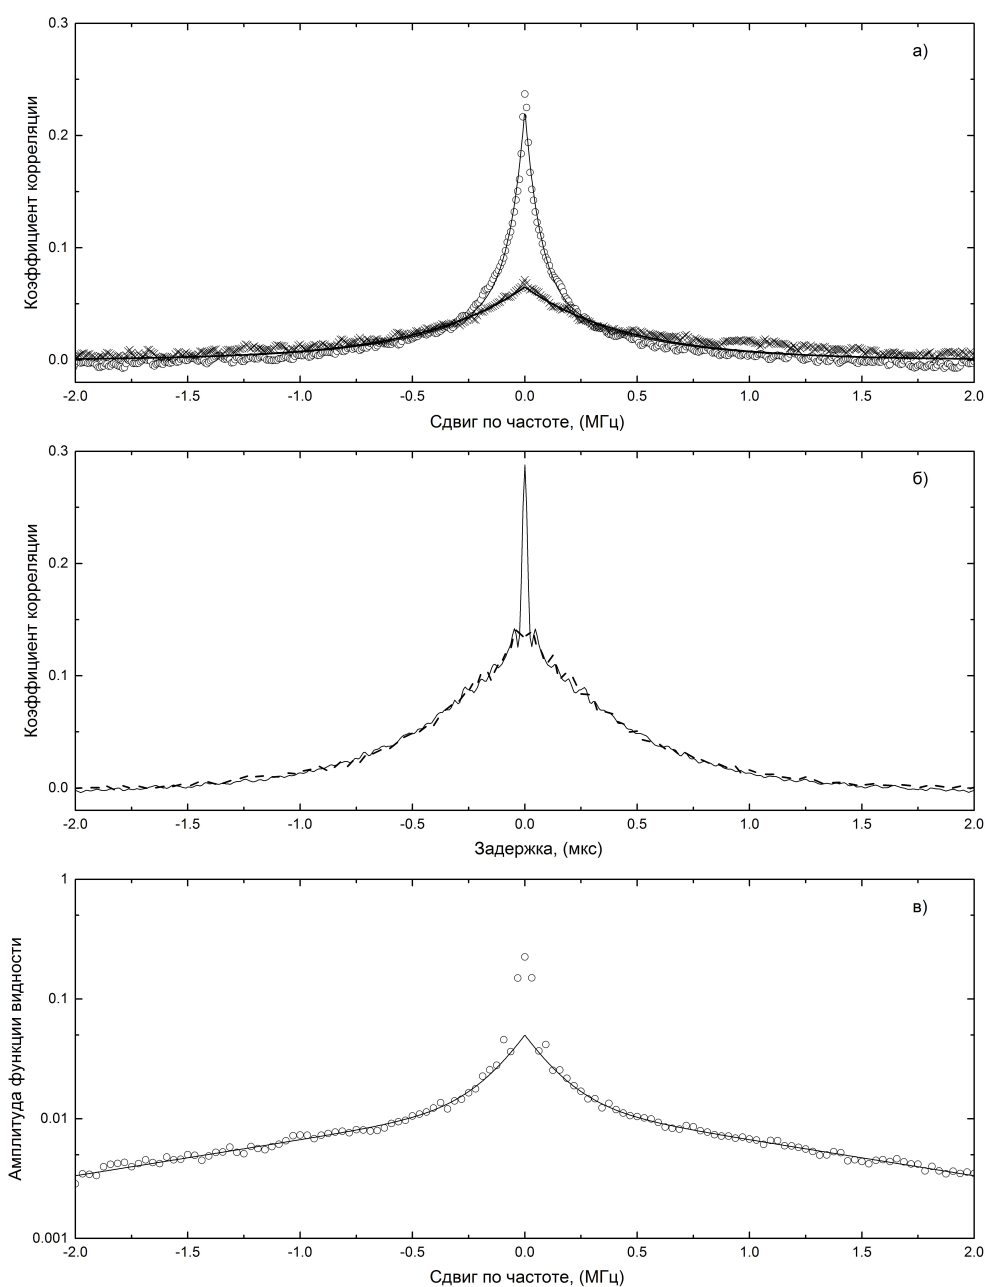 0.3
а)
0.2
0.1
0.0
Коэффициент корреляции
-2.0 -1.5 -1.0 -0.5 0.0 0.5 1.0 1.5 2.0
Сдвиг по частоте, (МГц)
0.3
б)
0.2
0.1
0.0
Коэффициент корреляции
-2.0 -1.5 -1.0 -0.5 0.0 0.5 1.0 1.5 2.0
Задержка, (мкс)
1
в)
0.1
0.01
0.001
Амплитуда функции видности
-2.0 -1.5 -1.0 -0.5 0.0 0.5 1.0 1.5 2.0
Сдвиг по частоте, (МГц)